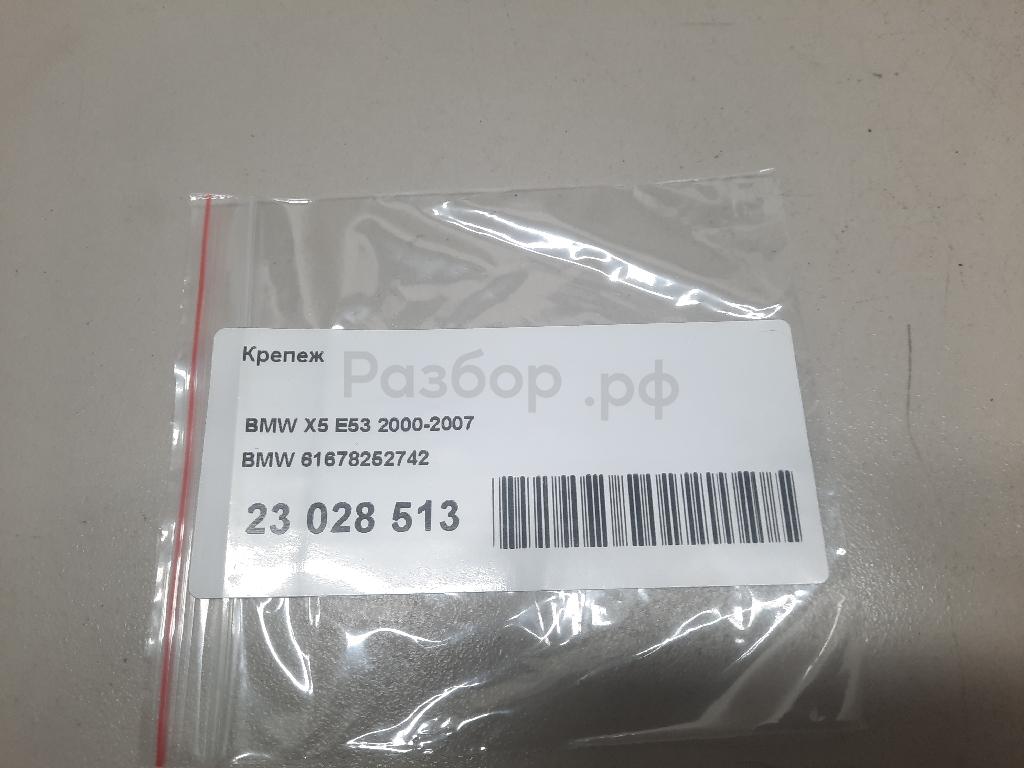 Крепеж
Разбор.рф
BMW X5 E53 2000-2007
BMW 61678252742
23 028 513